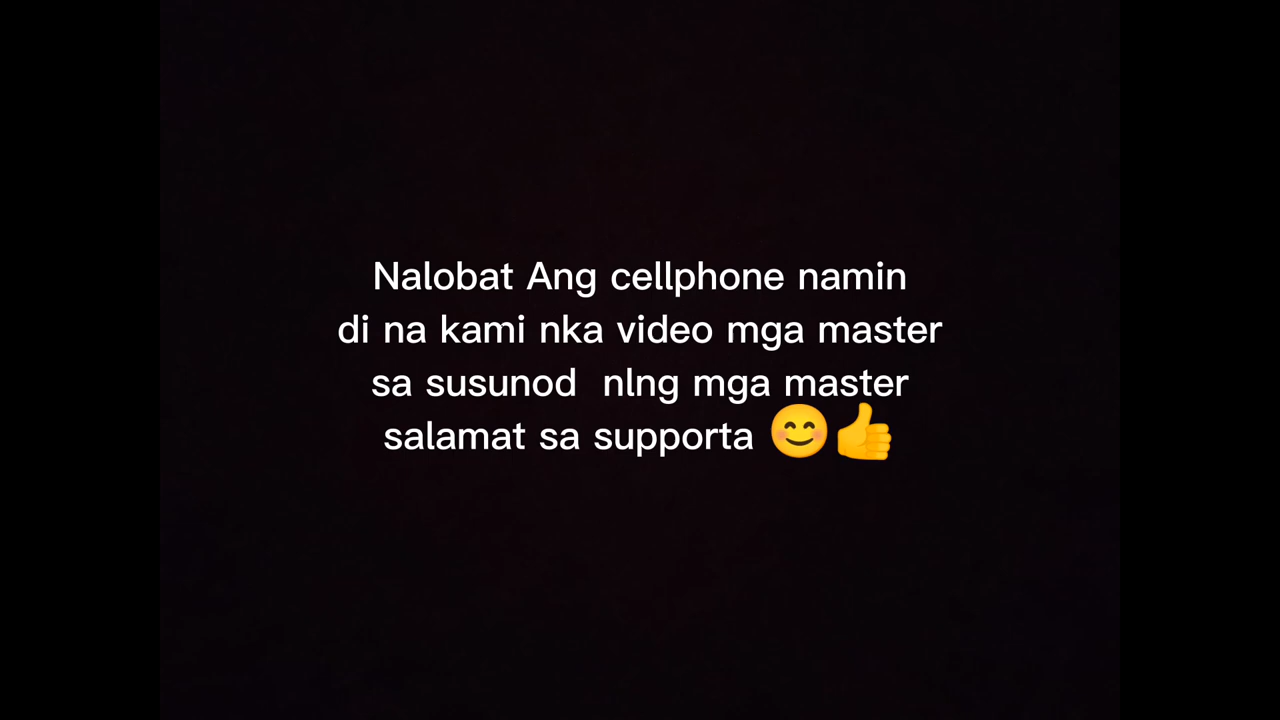 Nalobat Ang cellphone namin
di na kami nka video mga master
sa susunod  nlng mga master
salamat sa supporta 😊👍